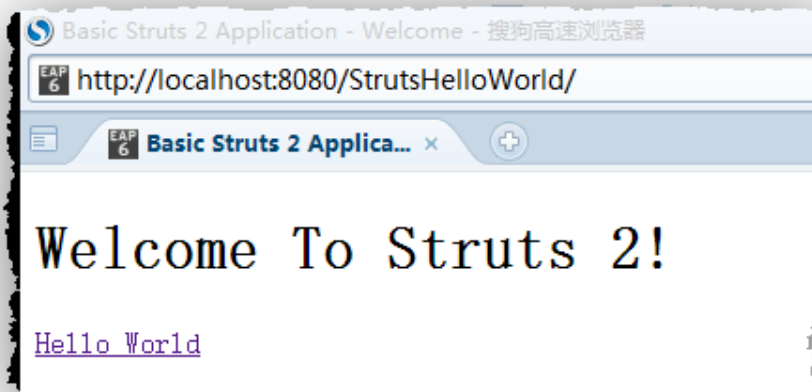 Basic Struts 2 Application - Welcome - 搜狗高速浏览器
EAP 6 http://localhost:8080/StrutsHelloWorld/
EAP 6 Basic Struts 2 Applica... ×
Welcome To Struts 2!
Hello World